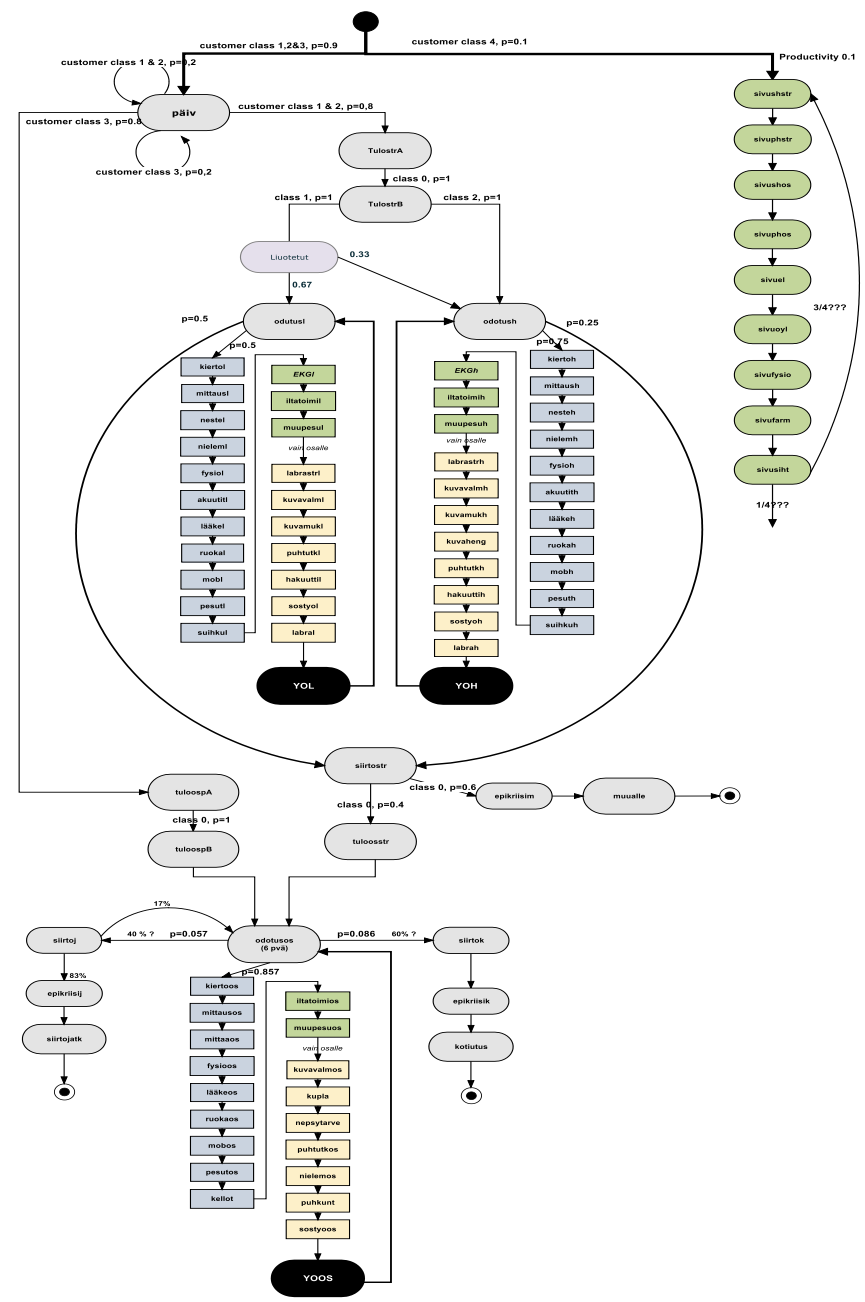 customer class 1,2&3, p=0.9
customer class 4, p=0.1
Productivity 0.1
customer class 1 & 2, p=0,2
päiv
customer class 1 & 2, p=0,8
customer class 3, p=0.8
customer class 3, p=0,2
TulostrA
class 0, p=1
TulostrB
class 1, p=1
class 2, p=1
Liuotetut
0.33
0.67
odutusl
odotush
p=0.5
p=0.5
p=0.25
p=0.75
kiertol
mittausl
nestel
nieleml
fysiol
akuutitl
lääkel
ruokal
mobl
pesutl
suihkul
EKGl
iltatoimil
muupesul
vain osalle
labrastrl
kuvavalml
kuvamukl
puhtutkl
hakuuttil
sostyol
labral
YOL
EKGh
iltatoimih
muupesuh
vain osalle
labrastrh
kuvavalmh
kuvamukh
kuvaheng
puhtutkh
hakuuttih
sostyoh
labrah
YOH
kiertoh
mittaush
nesteh
nielemh
fysioh
akuutith
lääkeh
ruokah
mobh
pesuth
suihkuh
sivushstr
sivuphstr
sivushos
sivuphos
sivuel
sivuoyl
sivufysio
sivufarm
sivusiht
3/4???
1/4???
siirtostr
class 0, p=0.6
epikriisim
muualle
class 0, p=0.4
tuloosstr
tuloospA
class 0, p=1
tuloospB
17%
siirtoj
40 % ?
p=0.057
odotusos
(6 pvä)
p=0.086
60% ?
siirtok
83%
epikriisij
siirtojatk
epikriisik
kotiutus
p=0.857
kiertoos
mittausos
mittaaos
fysioos
lääkeos
ruokaos
mobos
pesutos
kellot
iltatoimios
muupesuos
vain osalle
kuvavalmos
kupla
nepsytarve
puhtutkos
nielemos
puhkunt
sostyoos
YOOS